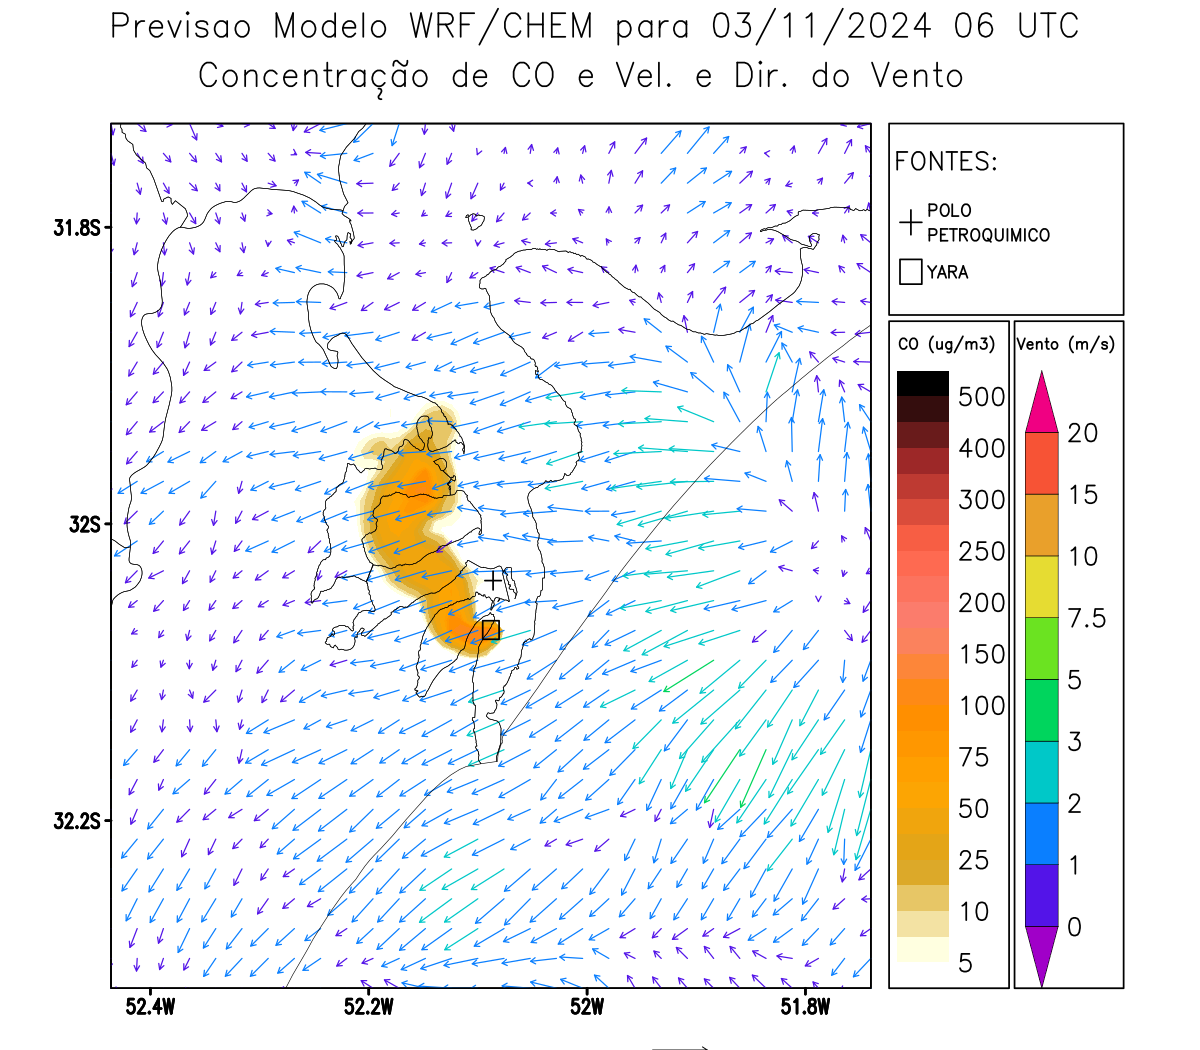 Previsao Modelo WRF/CHEM para 03/11/2024 06 UTC
Concentração de CO e Vel. e Dir. do Vento
FONTES:
POLO
PETROQUIMICO
YARA
31.8S
32S
32.2S
52.4W
52.2W
52W
51.8W
CO (ug/m3)
500
400
300
250
200
150
100
75
50
25
10
5
Vento (m/s)
20
15
10
7.5
5
3
2
1
0